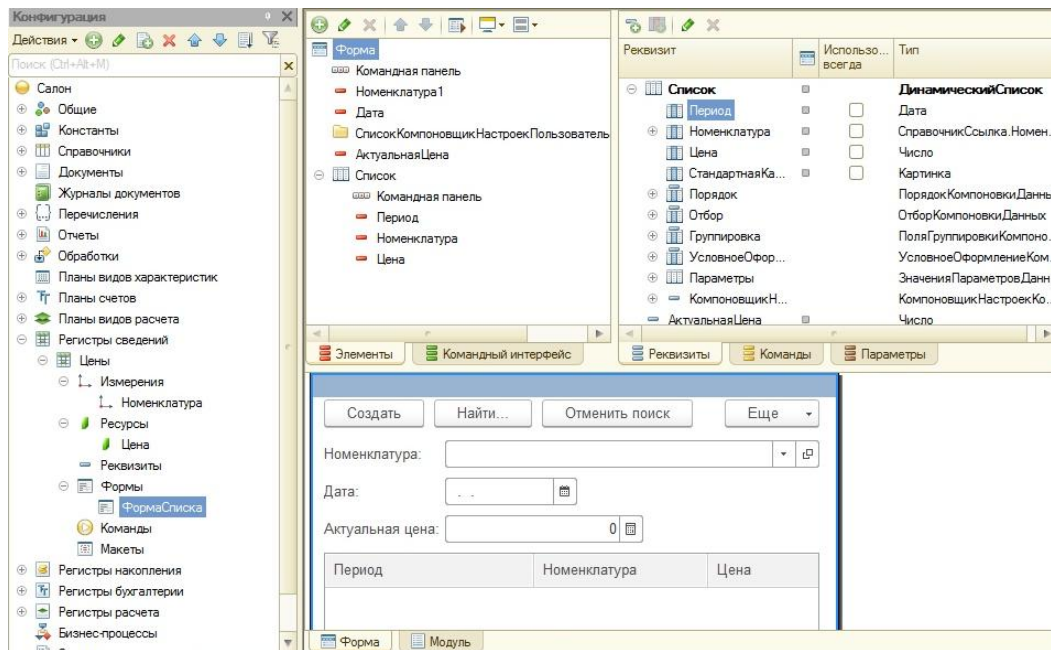 Конфигурация
Действия
Поиск (Ctrl+Alt+M)
Салон
Общие
Константы
Справочники
Документы
Журналы документов
Перечисления
Отчеты
Обработки
Планы видов характеристик
Планы счетов
Планы видов расчета
Регистры сведений
Цены
Измерения
Номенклатура
Ресурсы
Цена
Реквизиты
Формы
ФормаСписка
Команды
Макеты
Регистры накопления
Регистры бухгалтерии
Регистры расчета
Бизнес-процессы
Форма
Командная панель
Номенклатура1
Дата
СписокКомпоновщикНастроекПользователь
АктуальнаяЦена
Список
Командная панель
Период
Номенклатура
Цена
Элементы Командный интерфейс
Реквизит Использо... всегда Тип
Список ДинамическийСписок
Период Дата
Номенклатура СправочникСсылка.Номен.
Цена Число
СтандартнаяКа... Картинка
Порядок ПорядокКомпоновкиДаннь
Отбор ОтборКомпоновкиДанных
Группировка ПоляГруппировкиКомпоно.
УсловноеОфор... УсловноеОформлениеКом.
Параметры ЗначенияПараметровДанн
КомпоновщикН... КомпоновщикНастроекКо..
АктуальнаяЦена Число
Реквизиты Команды Параметры
Создать Найти... Отменить поиск Еще
Номенклатура:
Дата: . .
Актуальная цена: 0
Период Номенклатура Цена
Форма Модуль